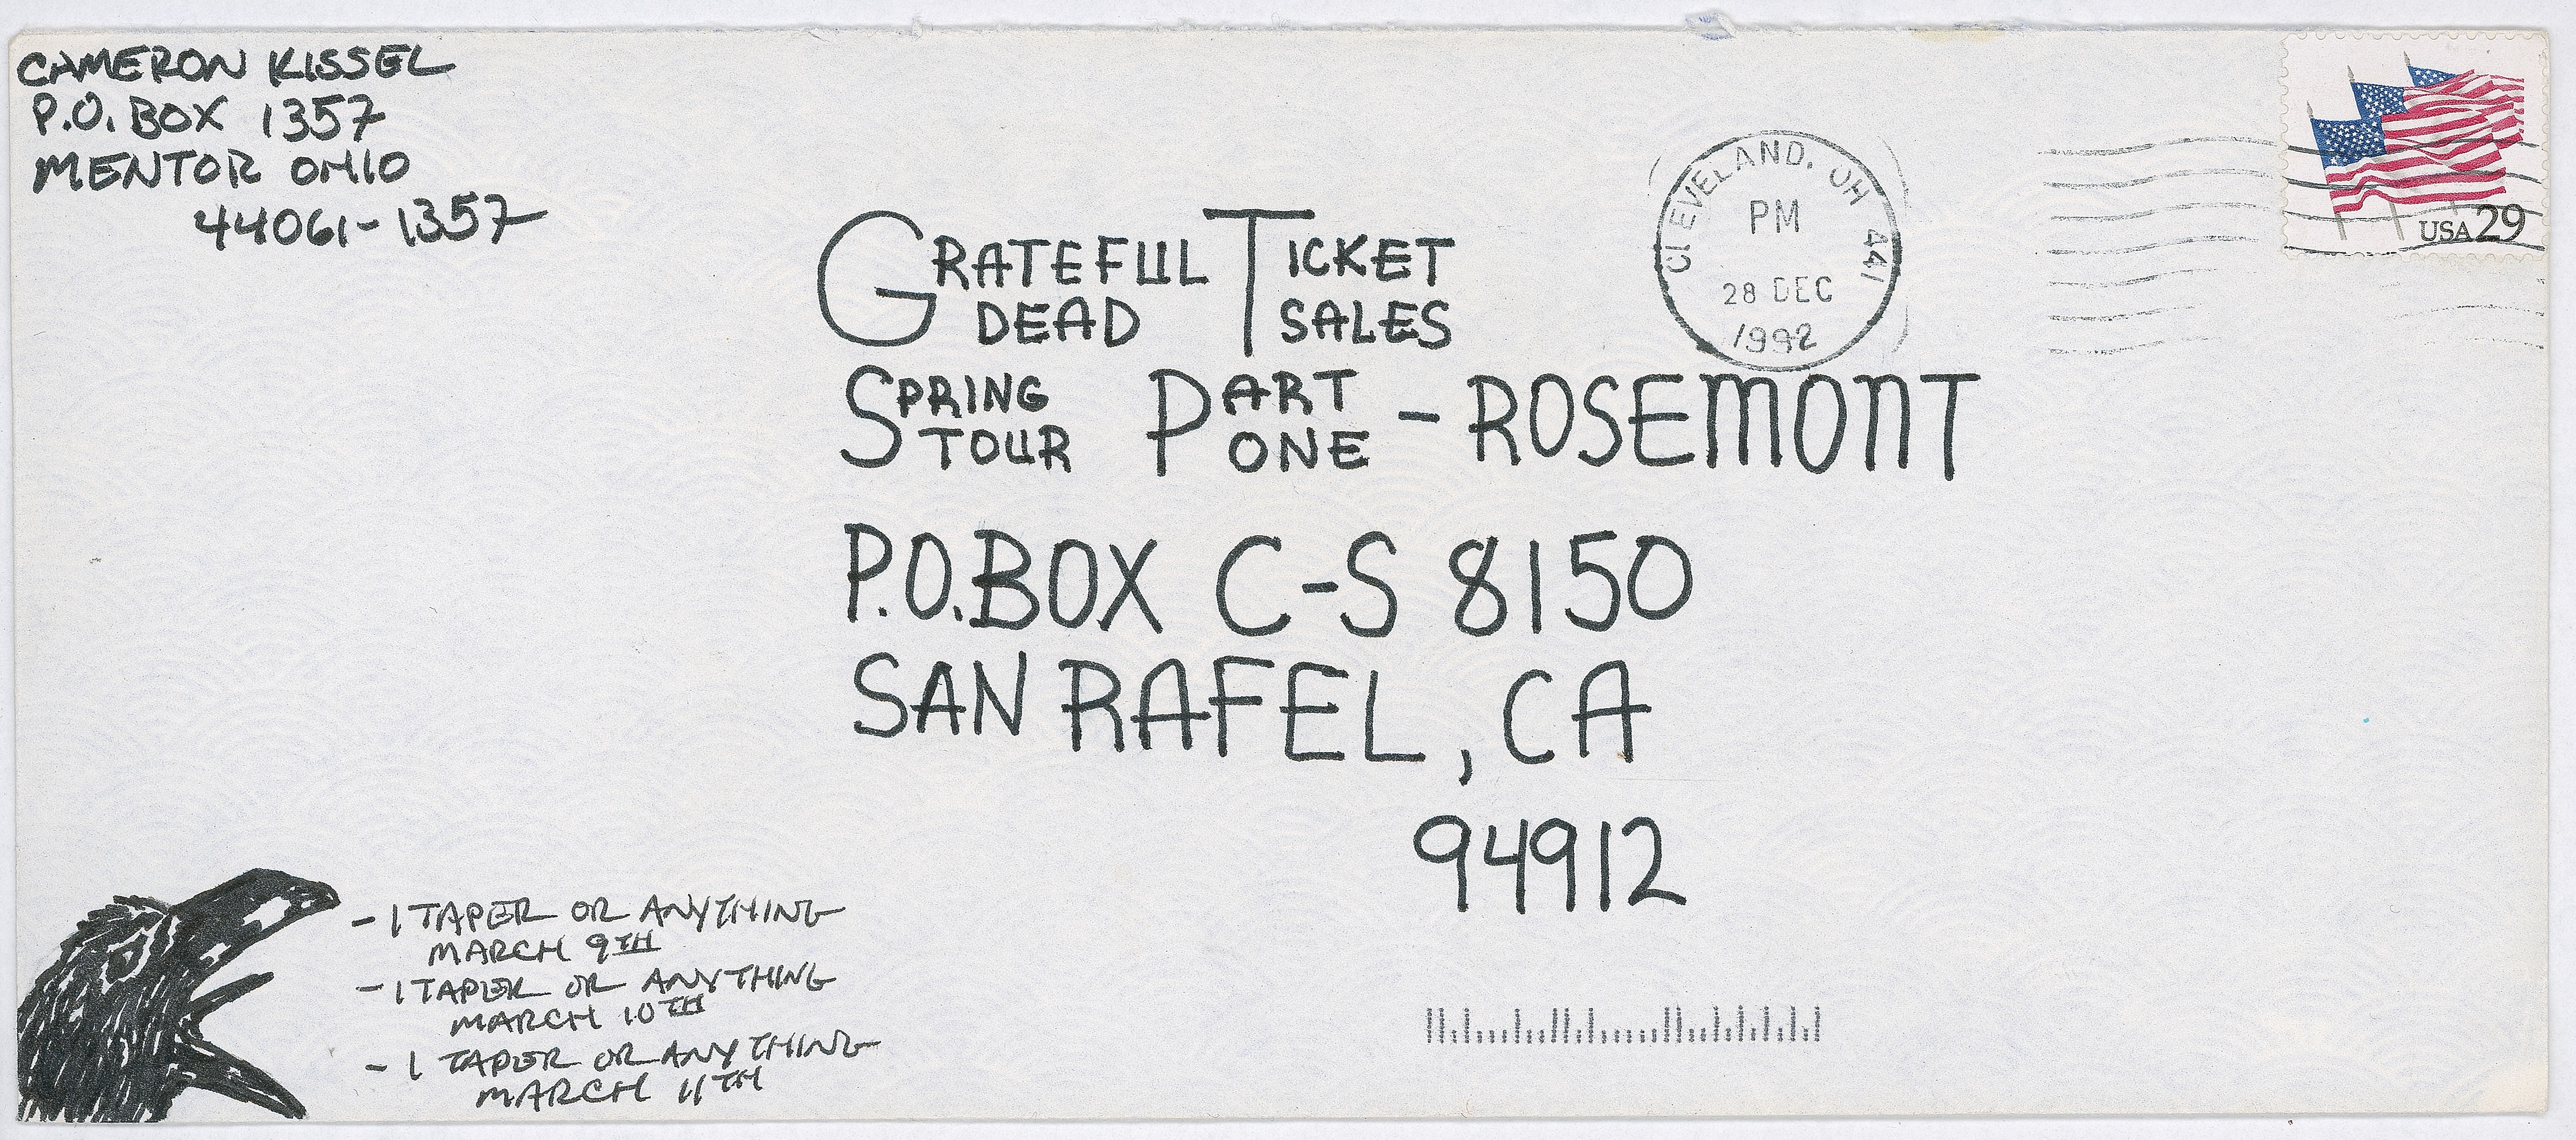 CAMERON KISSEL
P.O. BOX 1357
MENTOR OHIO
44061-1357
USA 29
CLEVELAND, OH 441
PM
28 DEC
1992
GRATEFUL DEAD TICKET SALES
SPRING TOUR PART ONE - ROSEMONT
P.O. BOX C-S 8150
SAN RAFEL, CA
94912
- 1 TAPER OR ANYTHING
MARCH 9TH
- 1 TAPER OR ANYTHING
MARCH 10TH
- 1 TAPER OR ANYTHING
MARCH 11TH